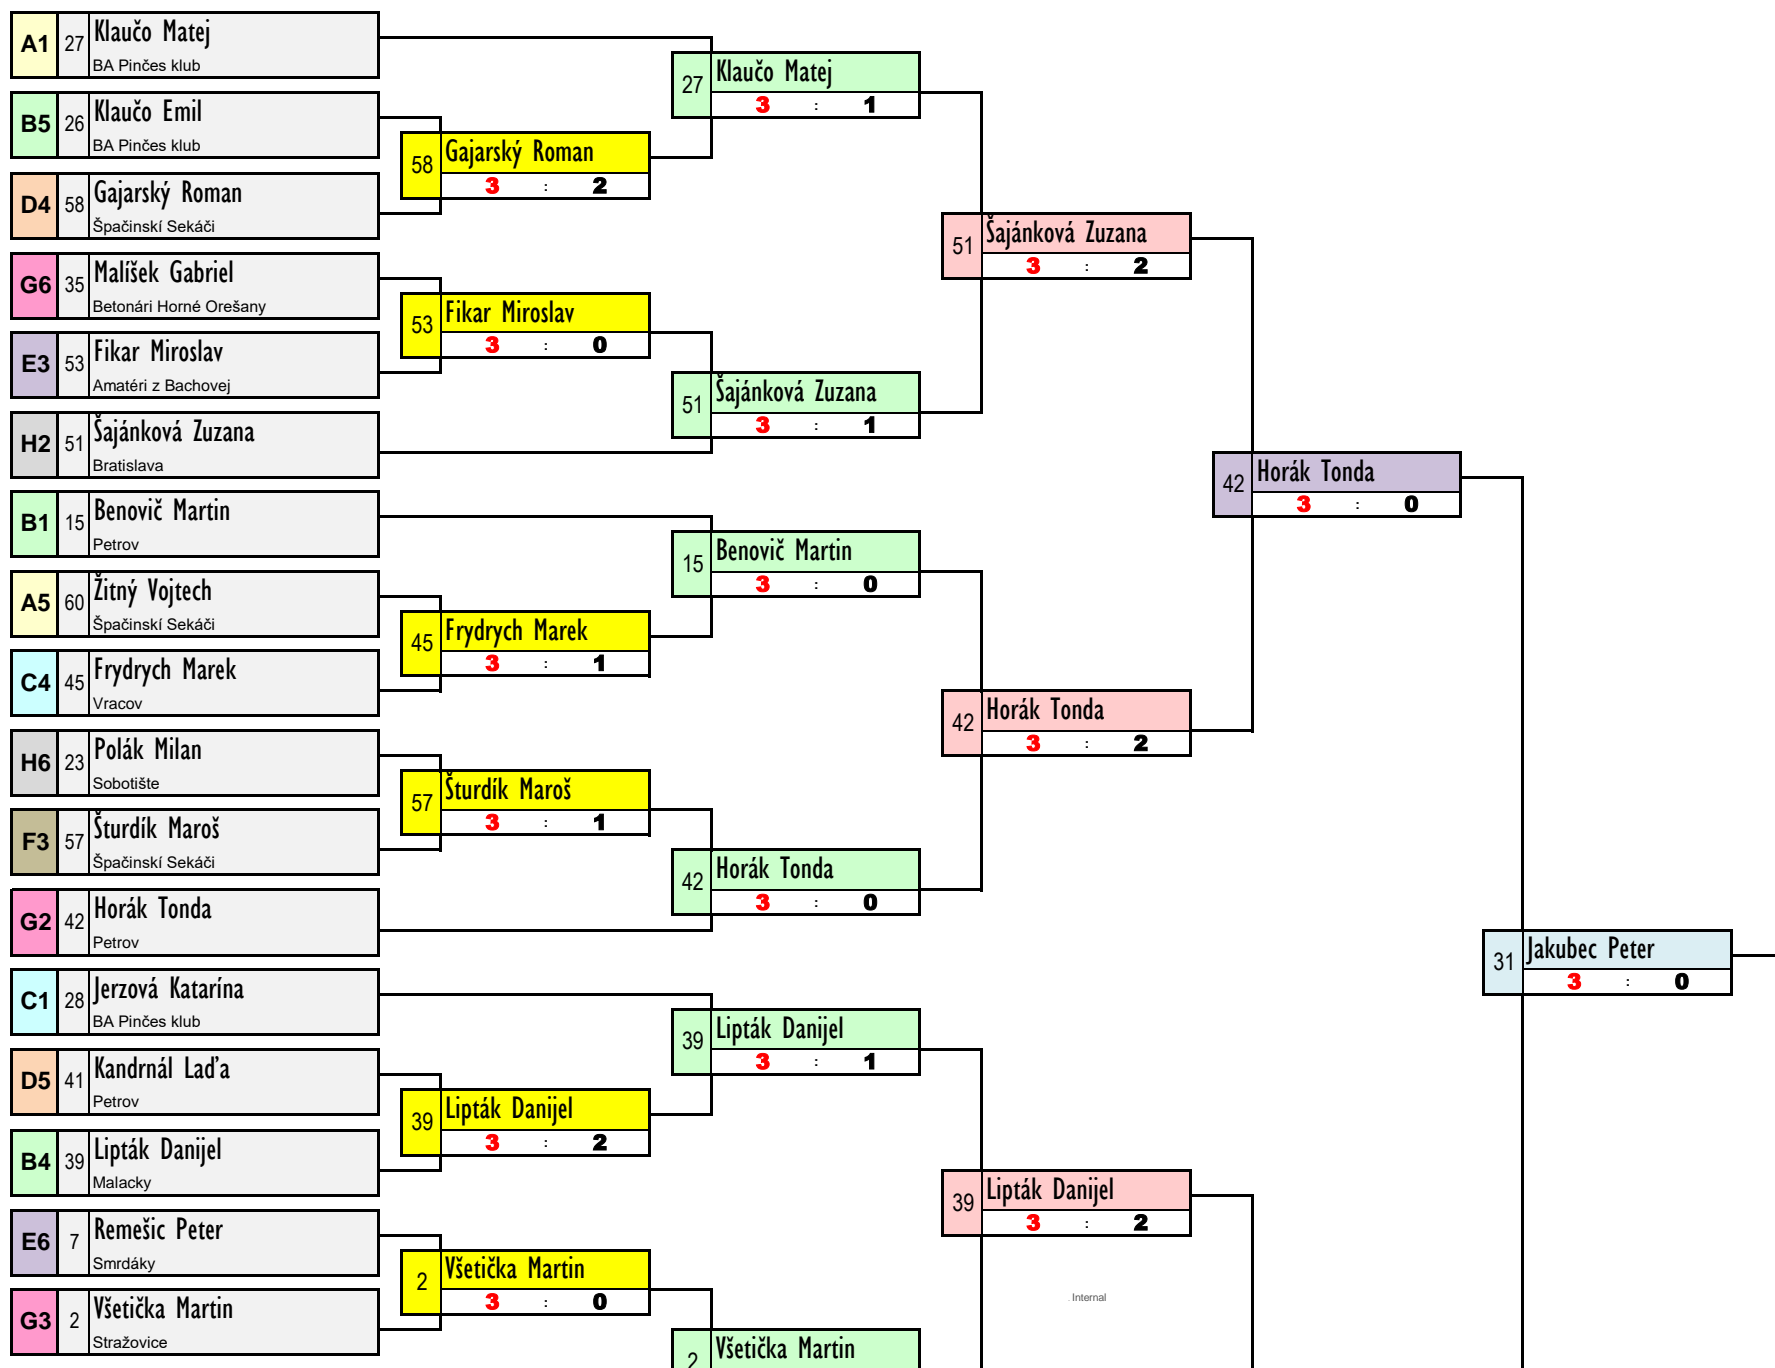 A1 27 Klaučo Matej
BA Pinčes klub
B5 26 Klaučo Emil
BA Pinčes klub
D4 58 Gajarský Roman
Špačinskí Sekáči
G6 35 Malíšek Gabriel
Betonári Horné Orešany
E3 53 Fikar Miroslav
Amatéri z Bachovej
H2 51 Šajánková Zuzana
Bratislava
B1 15 Benovič Martin
Petrov
A5 60 Žitný Vojtech
Špačinskí Sekáči
C4 45 Frydrych Marek
Vracov
H6 23 Polák Milan
Sobotište
F3 57 Šturdík Maroš
Špačinskí Sekáči
G2 42 Horák Tonda
Petrov
C1 28 Jerzová Katarína
BA Pinčes klub
D5 41 Kandrnál Laďa
Petrov
B4 39 Lipták Danijel
Malacky
E6 7 Remešic Peter
Smrdáky
G3 2 Všetička Martin
Stražovice
58 Gajarský Roman
3 : 2
53 Fikar Miroslav
3 : 0
45 Frydrych Marek
3 : 1
57 Šturdík Maroš
3 : 1
39 Lipták Danijel
3 : 2
2 Všetička Martin
3 : 0
27 Klaučo Matej
3 : 1
51 Šajánková Zuzana
3 : 1
15 Benovič Martin
3 : 0
42 Horák Tonda
3 : 0
39 Lipták Danijel
3 : 1
2 Všetička Martin
51 Šajánková Zuzana
3 : 2
42 Horák Tonda
3 : 2
39 Lipták Danijel
3 : 2
Internal
42 Horák Tonda
3 : 0
31 Jakubec Peter
3 : 0